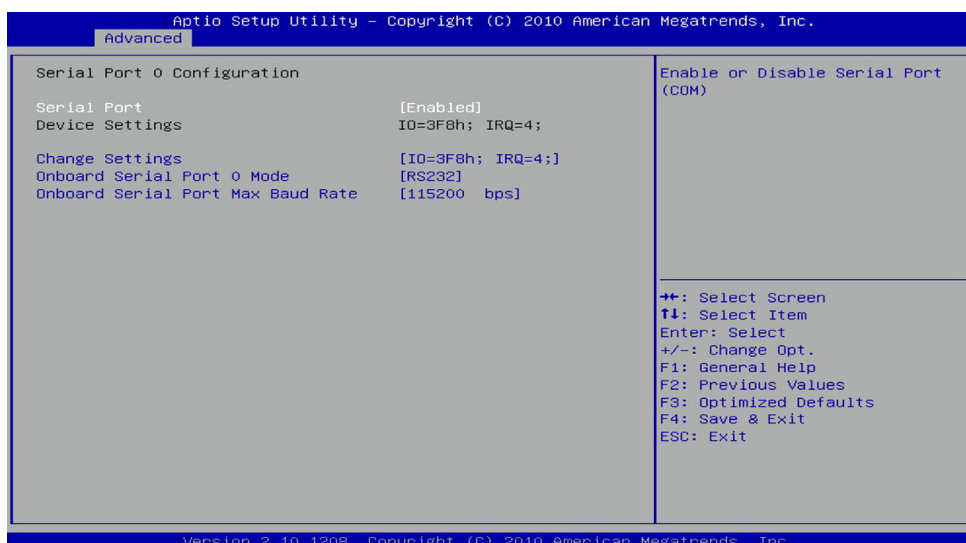 Aptio Setup Utility – Copyright (C) 2010 American Megatrends, Inc.
Advanced
Serial Port 0 Configuration
Serial Port [Enabled]
Device Settings IO=3F8h; IRQ=4;
Change Settings [IO=3F8h; IRQ=4;]
Onboard Serial Port 0 Mode [RS232]
Onboard Serial Port Max Baud Rate [115200 bps]
Enable or Disable Serial Port
(COM)
→←: Select Screen
↑↓: Select Item
Enter: Select
+/-: Change Opt.
F1: General Help
F2: Previous Values
F3: Optimized Defaults
F4: Save & Exit
ESC: Exit
Version 2.10.1208. Copyright (C) 2010 American Megatrends, Inc.